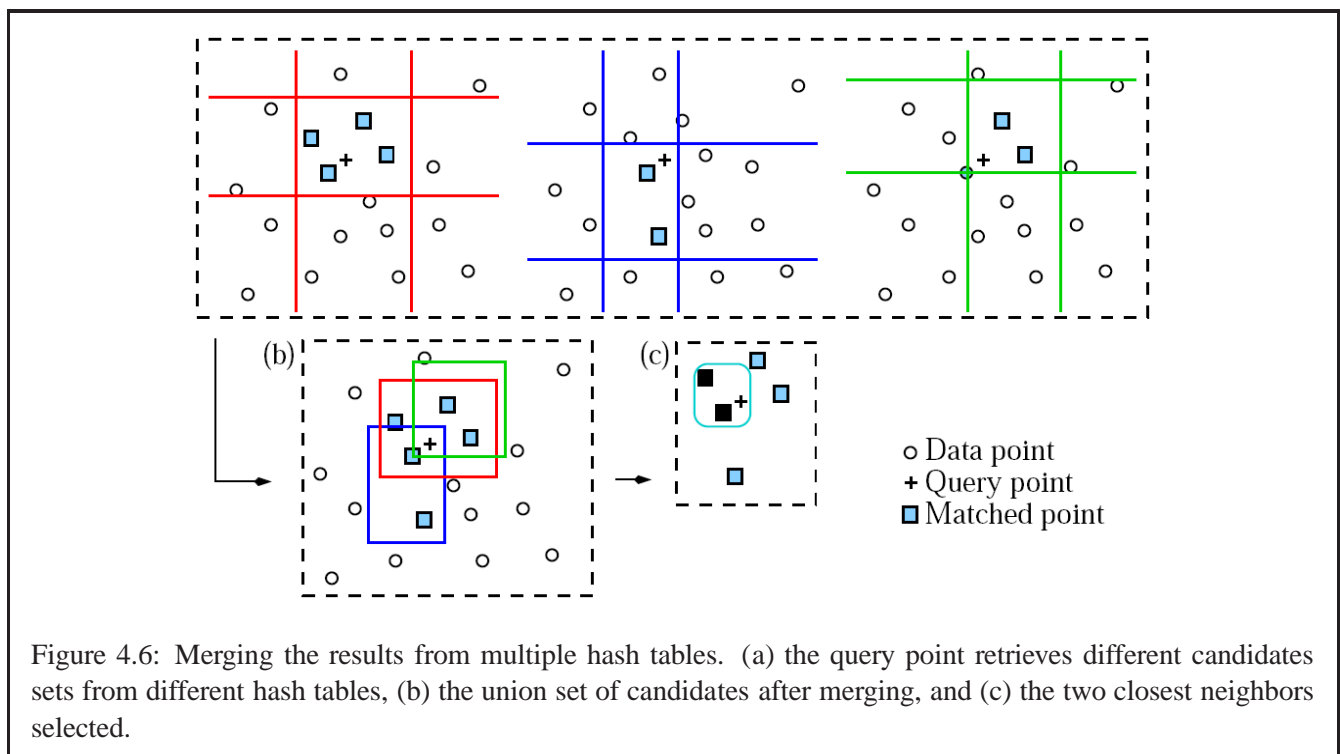 (b)
(c)
Data point
Query point
Matched point
Figure 4.6: Merging the results from multiple hash tables. (a) the query point retrieves different candidates
sets from different hash tables, (b) the union set of candidates after merging, and (c) the two closest neighbors
selected.